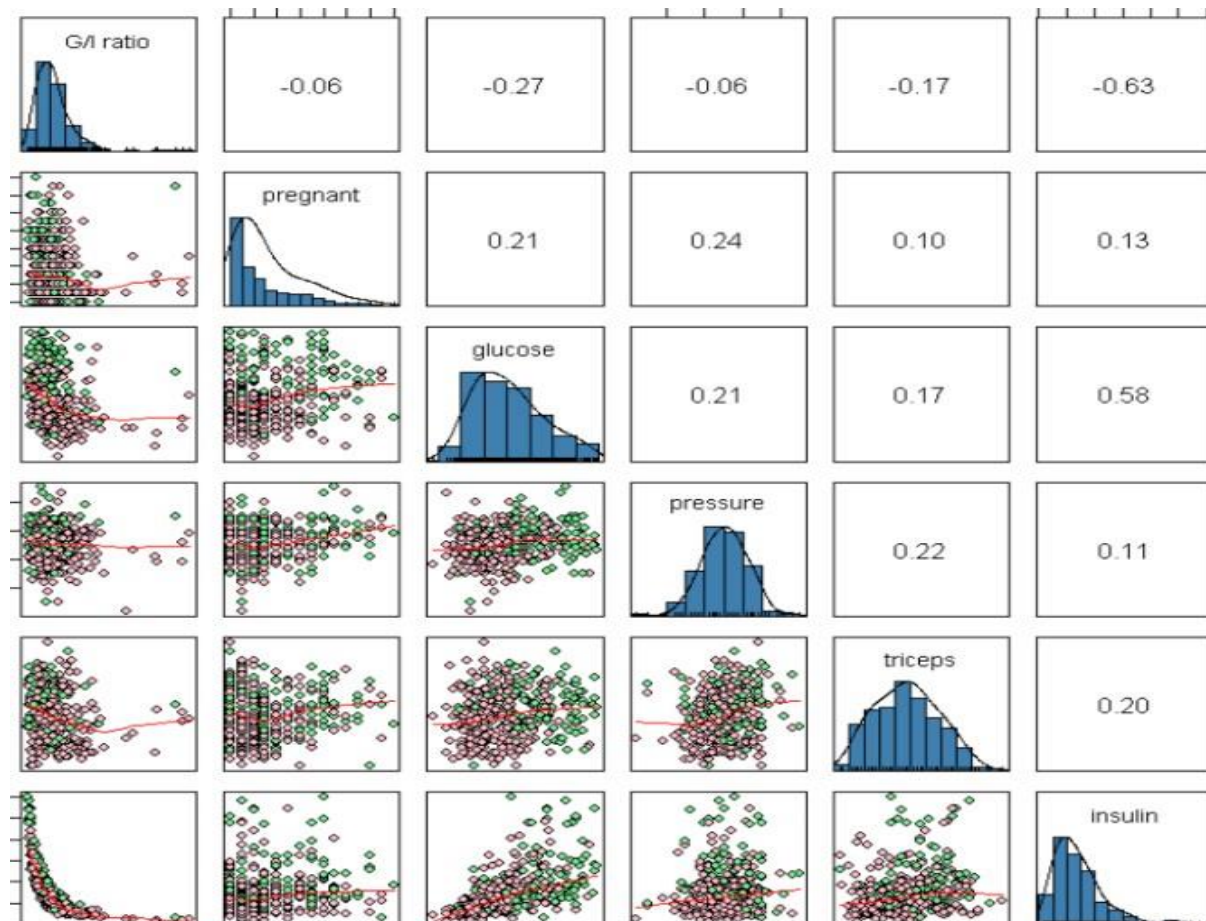 G/I ratio
-0.06
-0.27
-0.06
-0.17
-0.63
pregnant
0.21
0.24
0.10
0.13
glucose
0.21
0.17
0.58
pressure
0.22
0.11
triceps
0.20
insulin